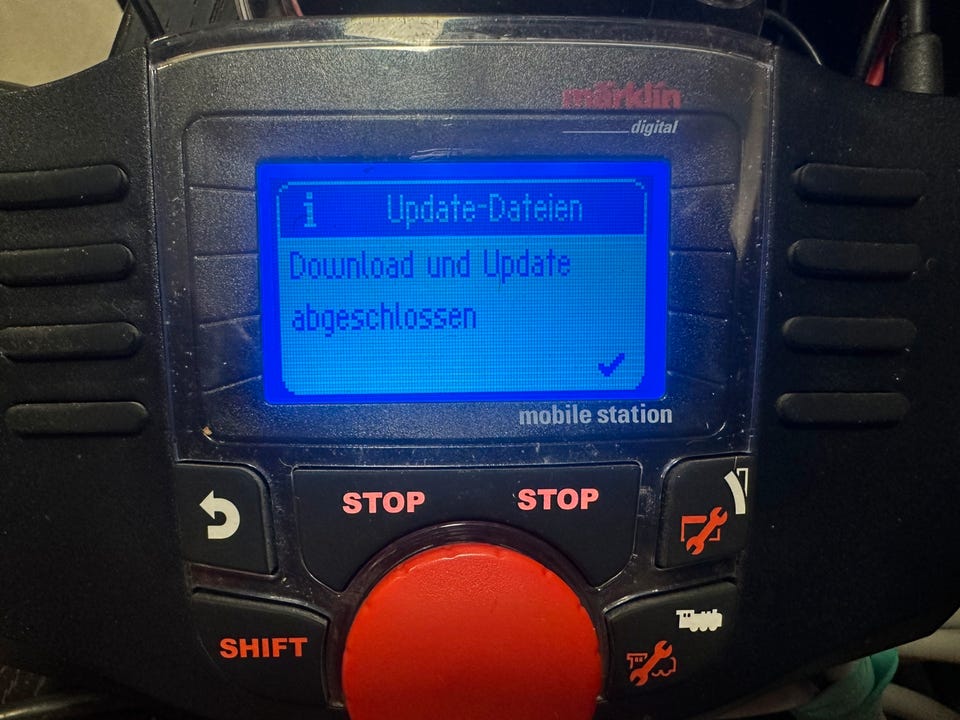 märklin
digital
i Update-Dateien
Download und Update
abgeschlossen
mobile station
STOP STOP
SHIFT